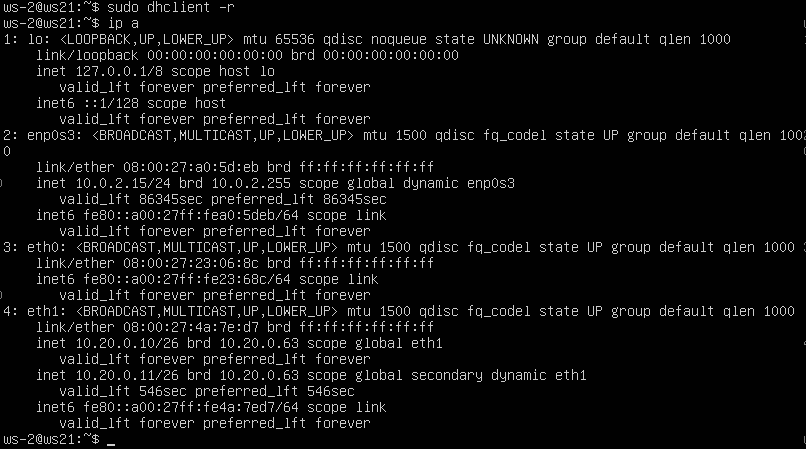 ws-2@ws21:~$ sudo dhclient -r
ws-2@ws21:~$ ip a
1: lo: <LOOPBACK,UP,LOWER_UP> mtu 65536 qdisc noqueue state UNKNOWN group default qlen 1000
    link/loopback 00:00:00:00:00:00 brd 00:00:00:00:00:00
    inet 127.0.0.1/8 scope host lo
       valid_lft forever preferred_lft forever
    inet6 ::1/128 scope host
       valid_lft forever preferred_lft forever
2: enp0s3: <BROADCAST,MULTICAST,UP,LOWER_UP> mtu 1500 qdisc fq_codel state UP group default qlen 100
0
    link/ether 08:00:27:a0:5d:eb brd ff:ff:ff:ff:ff:ff
    inet 10.0.2.15/24 brd 10.0.2.255 scope global dynamic enp0s3
       valid_lft 86345sec preferred_lft 86345sec
    inet6 fe80::a00:27ff:fea0:5deb/64 scope link
       valid_lft forever preferred_lft forever
3: eth0: <BROADCAST,MULTICAST,UP,LOWER_UP> mtu 1500 qdisc fq_codel state UP group default qlen 1000
    link/ether 08:00:27:23:06:8c brd ff:ff:ff:ff:ff:ff
    inet6 fe80::a00:27ff:fe23:68c/64 scope link
       valid_lft forever preferred_lft forever
4: eth1: <BROADCAST,MULTICAST,UP,LOWER_UP> mtu 1500 qdisc fq_codel state UP group default qlen 1000
    link/ether 08:00:27:4a:7e:d7 brd ff:ff:ff:ff:ff:ff
    inet 10.20.0.10/26 brd 10.20.0.63 scope global eth1
       valid_lft forever preferred_lft forever
    inet 10.20.0.11/26 brd 10.20.0.63 scope global secondary dynamic eth1
       valid_lft 546sec preferred_lft 546sec
    inet6 fe80::a00:27ff:fe4a:7ed7/64 scope link
       valid_lft forever preferred_lft forever
ws-2@ws21:~$ _